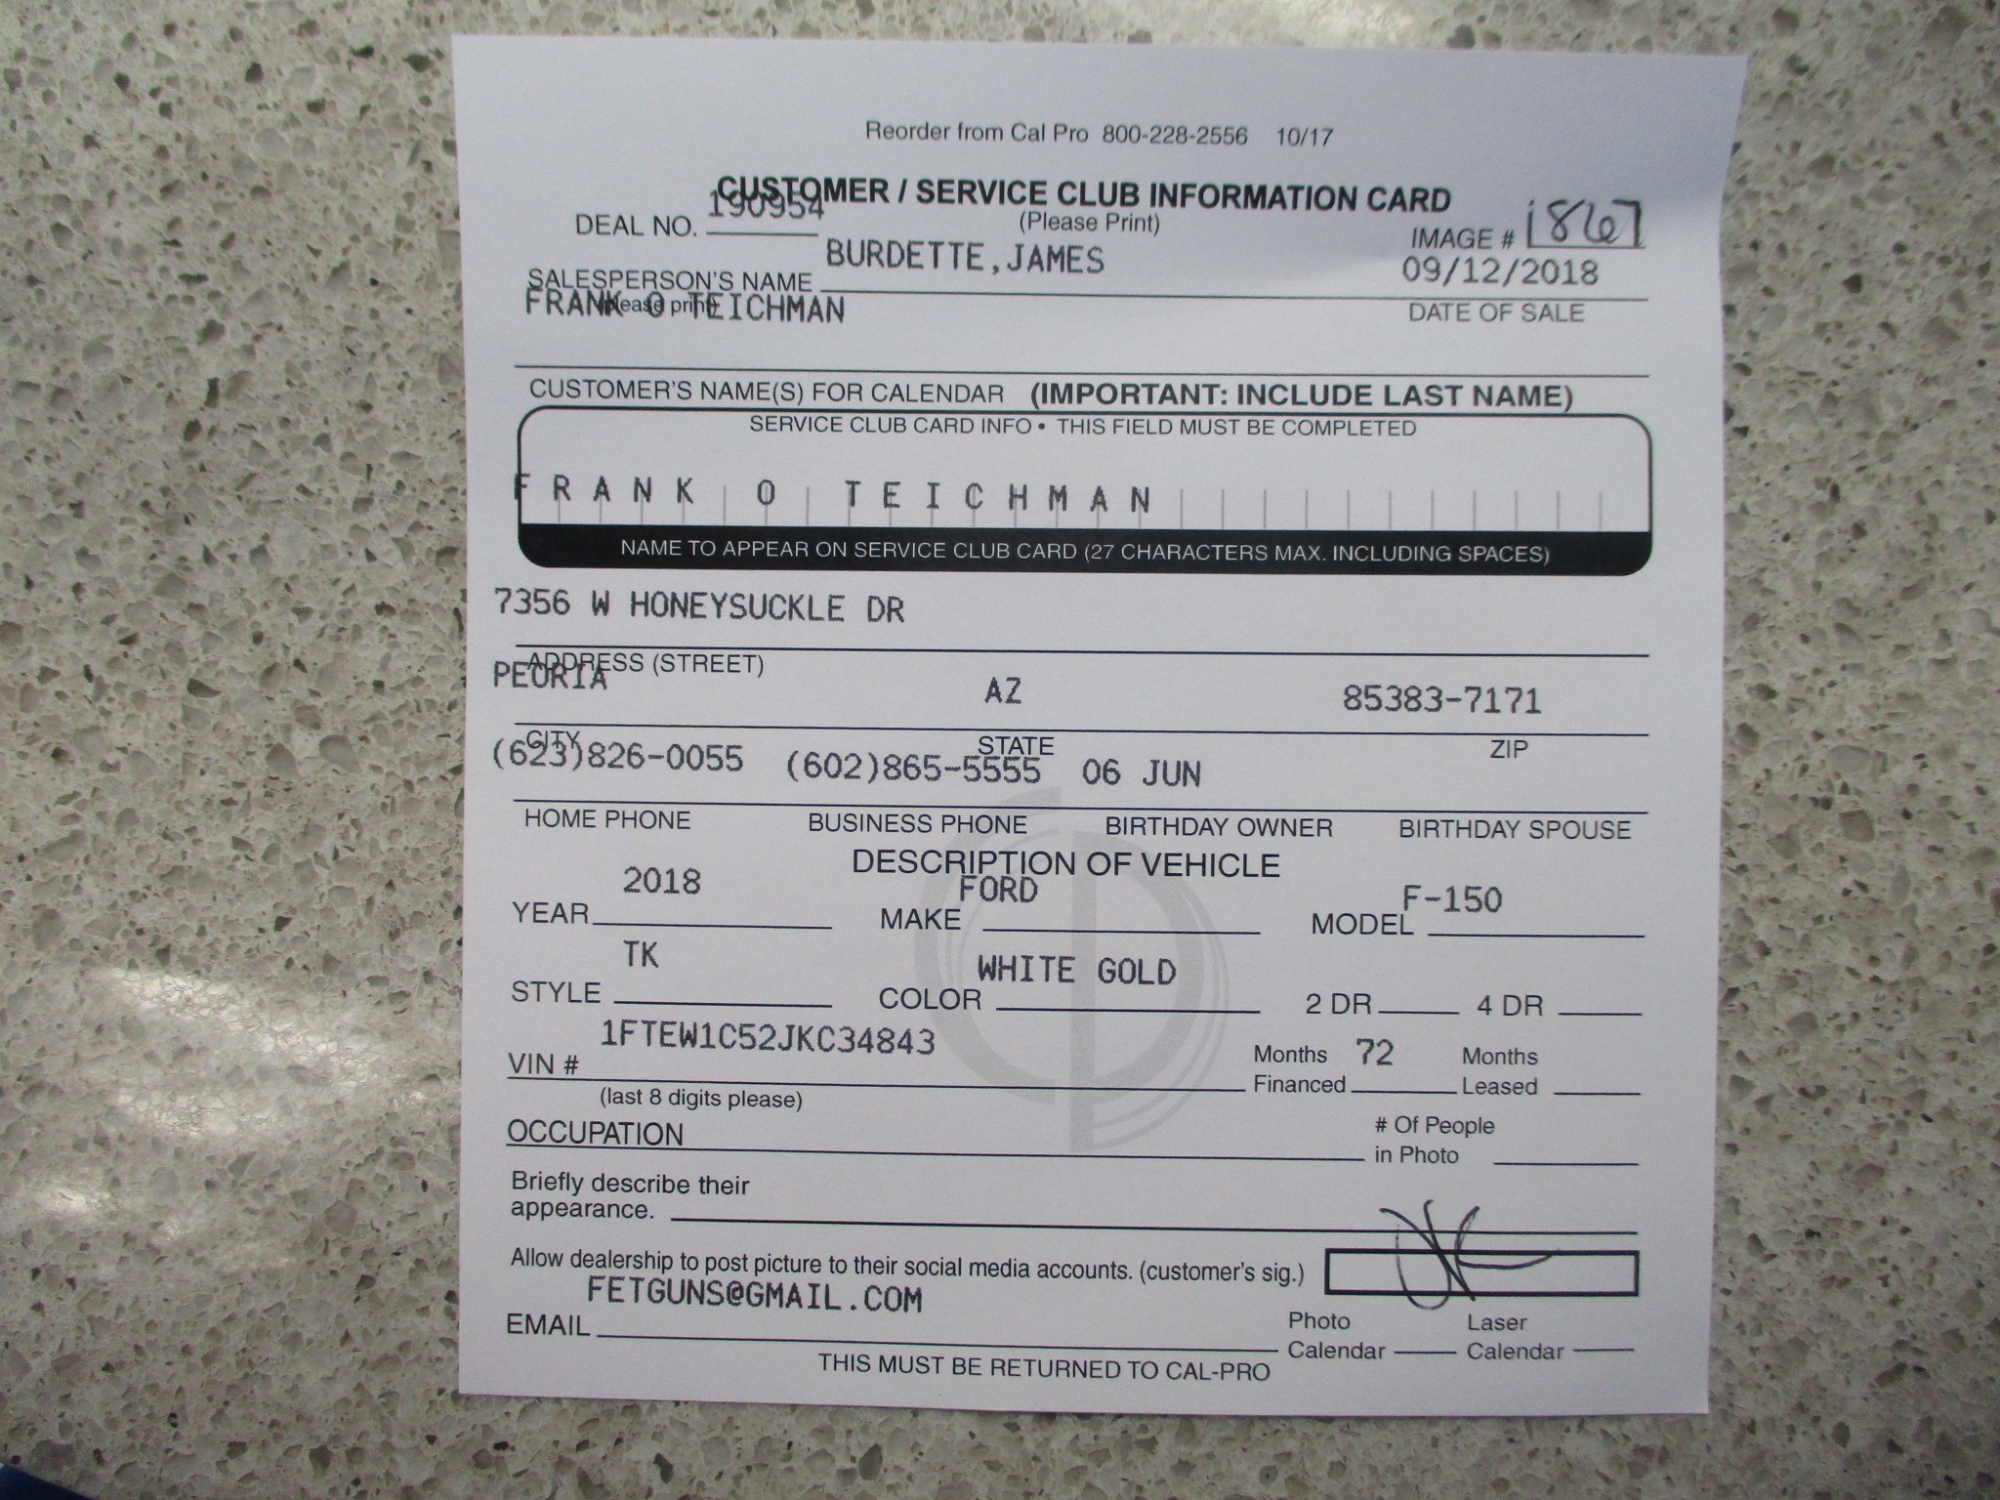 Reorder from Cal Pro 800-228-2556 10/17
CUSTOMER / SERVICE CLUB INFORMATION CARD
DEAL NO. 190954 (Please Print) IMAGE # 1867
SALESPERSON'S NAME BURDETTE,JAMES 09/12/2018
(please print) DATE OF SALE
FRANK O TEICHMAN
CUSTOMER'S NAME(S) FOR CALENDAR (IMPORTANT: INCLUDE LAST NAME)
SERVICE CLUB CARD INFO • THIS FIELD MUST BE COMPLETED
FRANK O TEICHMAN
NAME TO APPEAR ON SERVICE CLUB CARD (27 CHARACTERS MAX. INCLUDING SPACES)
7356 W HONEYSUCKLE DR
ADDRESS (STREET)
PEORIA AZ 85383-7171
CITY STATE ZIP
(623)826-0055 (602)865-5555 06 JUN
HOME PHONE BUSINESS PHONE BIRTHDAY OWNER BIRTHDAY SPOUSE
DESCRIPTION OF VEHICLE
YEAR 2018 MAKE FORD MODEL F-150
STYLE TK COLOR WHITE GOLD 2 DR 4 DR
VIN # 1FTEW1C52JKC34843 Months Financed 72 Months Leased
(last 8 digits please)
OCCUPATION # Of People in Photo
Briefly describe their
appearance.
Allow dealership to post picture to their social media accounts. (customer's sig.)
EMAIL FETGUNS@GMAIL.COM Photo Calendar Laser Calendar
THIS MUST BE RETURNED TO CAL-PRO